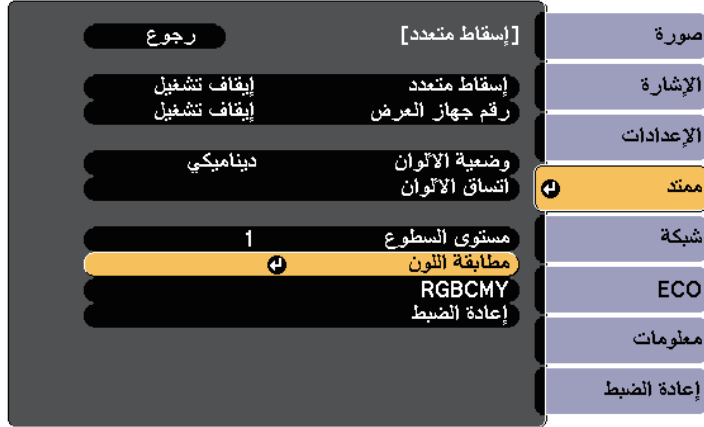 صورة
الإشارة
الإعدادات
ممتد
شبكة
ECO
معلومات
إعادة الضبط
[إسقاط متعدد] رجوع
إسقاط متعدد إيقاف تشغيل
رقم جهاز العرض إيقاف تشغيل
وضعية الألوان ديناميكي
اتساق الألوان
مستوى السطوع 1
مطابقة اللون
RGBCMY
إعادة الضبط